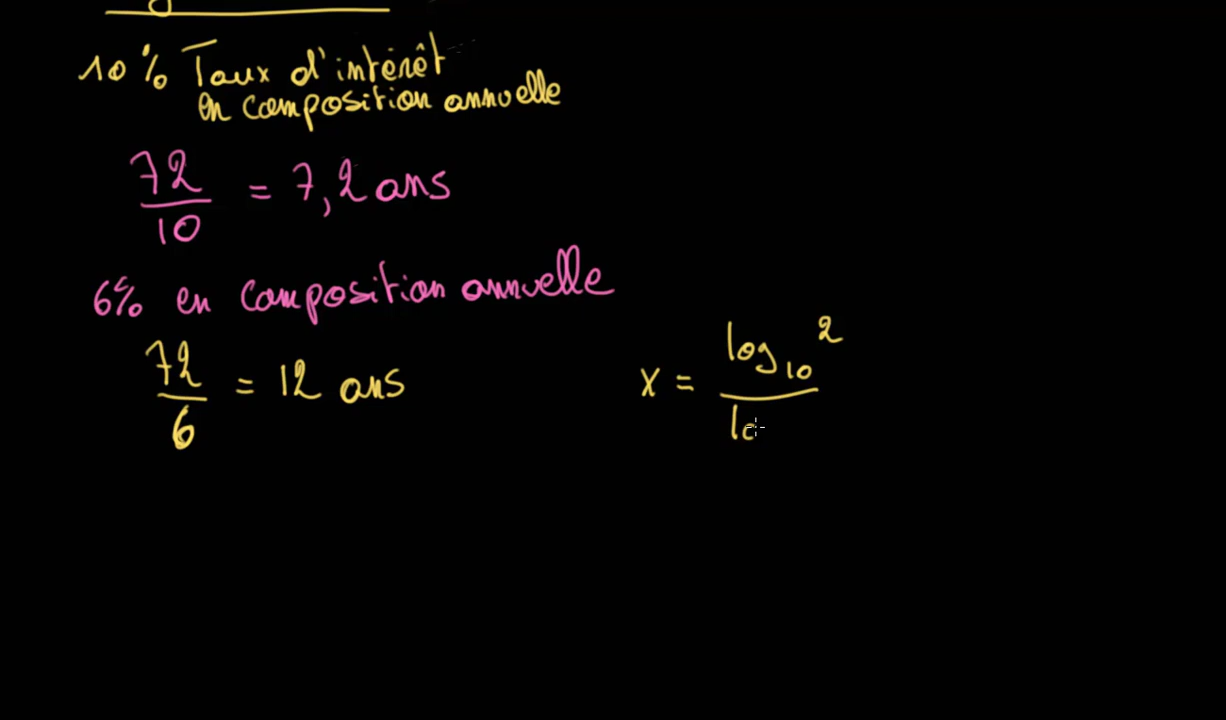 10% Taux d'intérêt
en composition annuelle
72
10
= 7,2 ans
6% en composition annuelle
72
6
= 12 ans
x =
log₁₀ 2
lo